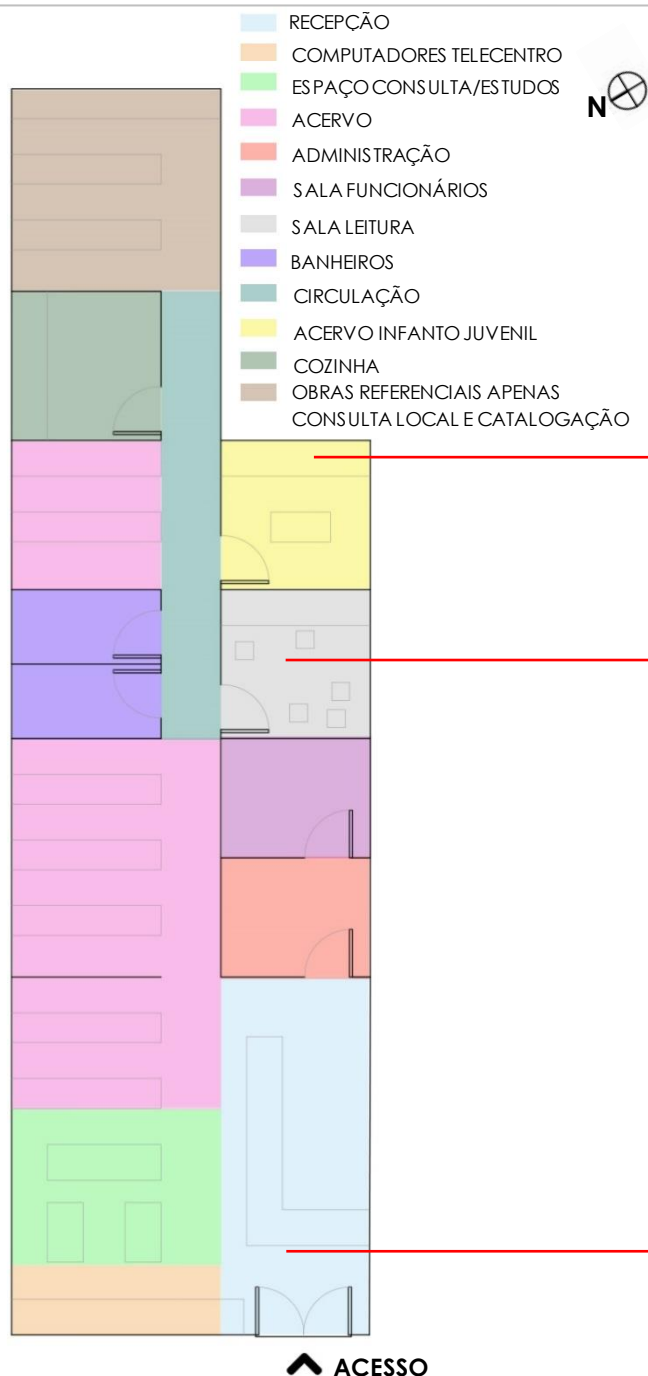 RECEPÇÃO
COMPUTADORES TELECENTRO
ESPAÇO CONSULTA/ESTUDOS
N
ACERVO
ADMINISTRAÇÃO
SALA FUNCIONÁRIOS
SALA LEITURA
BANHEIROS
CIRCULAÇÃO
ACERVO INFANTO JUVENIL
COZINHA
OBRAS REFERENCIAIS APENAS
CONSULTA LOCAL E CATALOGAÇÃO
ACESSO